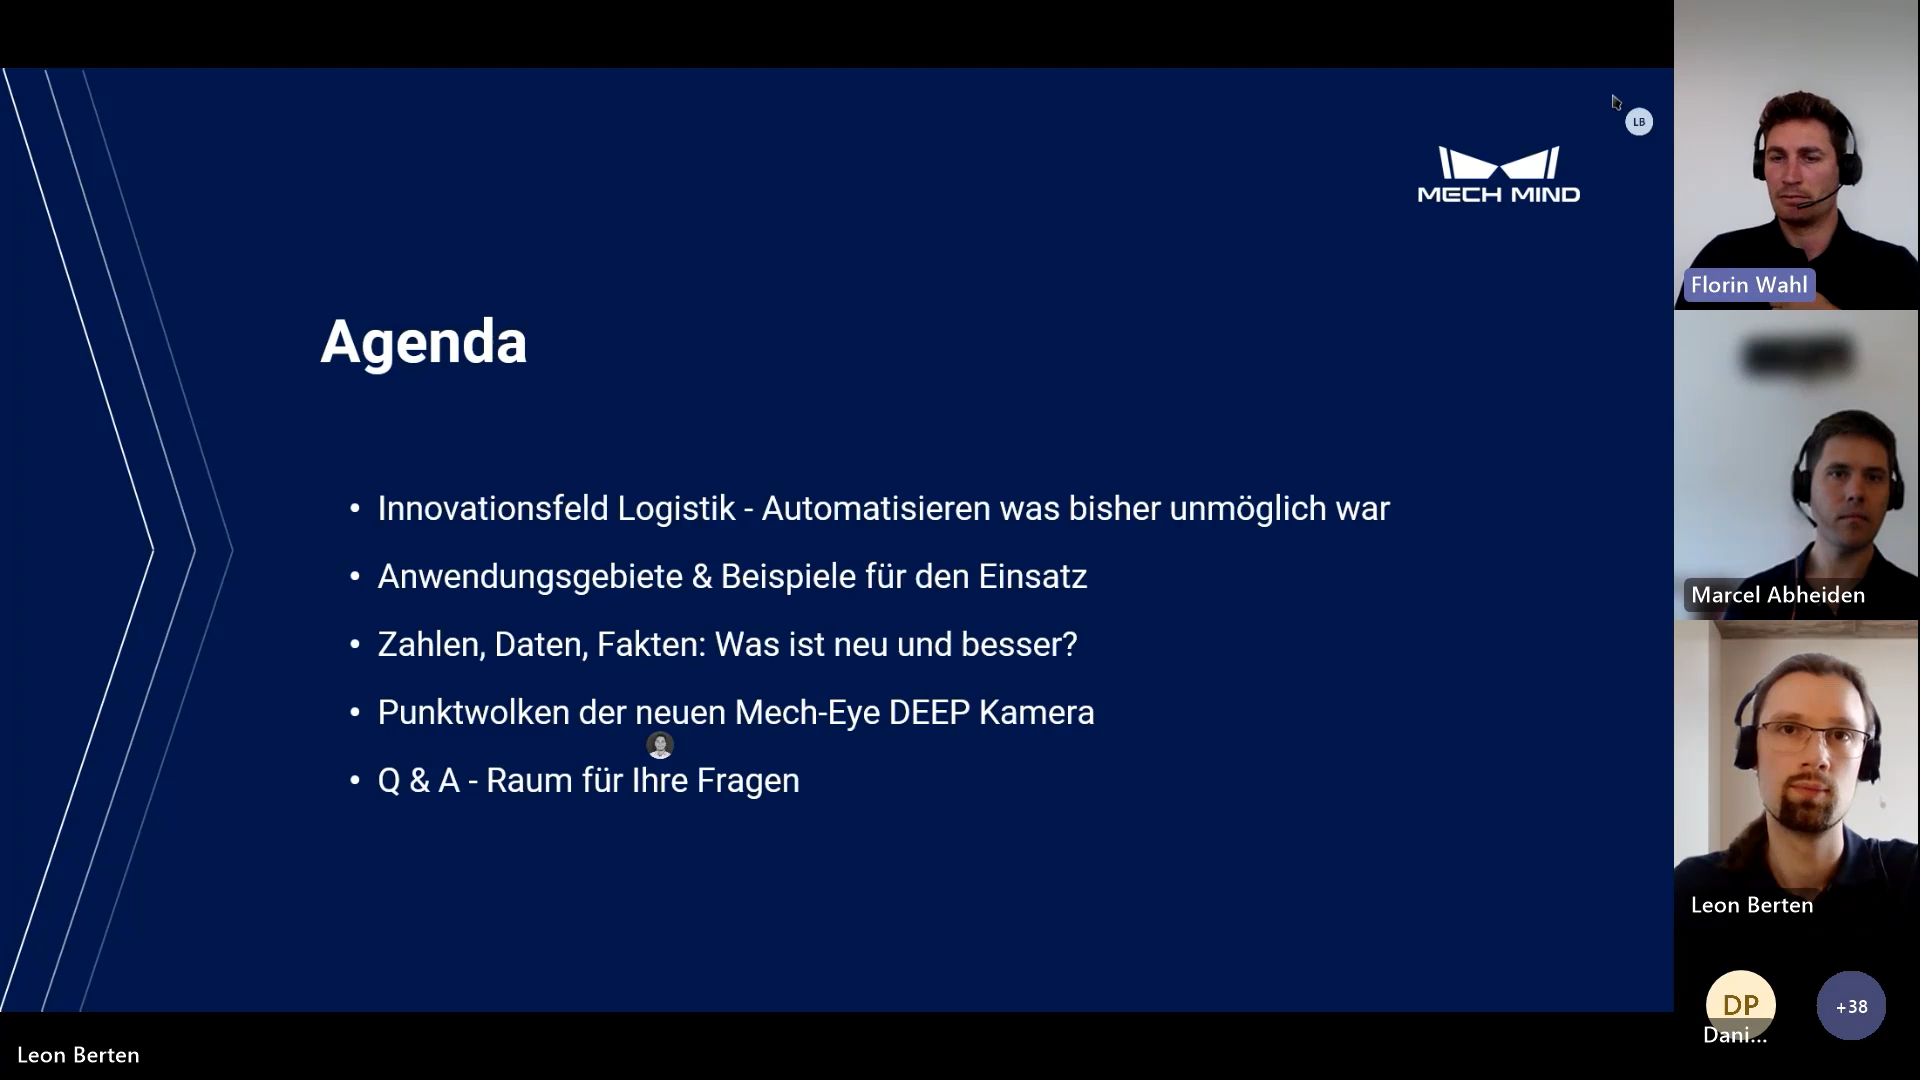 LB
MECH MIND
Agenda
• Innovationsfeld Logistik - Automatisieren was bisher unmöglich war
• Anwendungsgebiete & Beispiele für den Einsatz
• Zahlen, Daten, Fakten: Was ist neu und besser?
• Punktwolken der neuen Mech-Eye DEEP Kamera
• Q & A - Raum für Ihre Fragen
Florin Wahl
Marcel Abheiden
Leon Berten
DP
Dani...
+38
Leon Berten